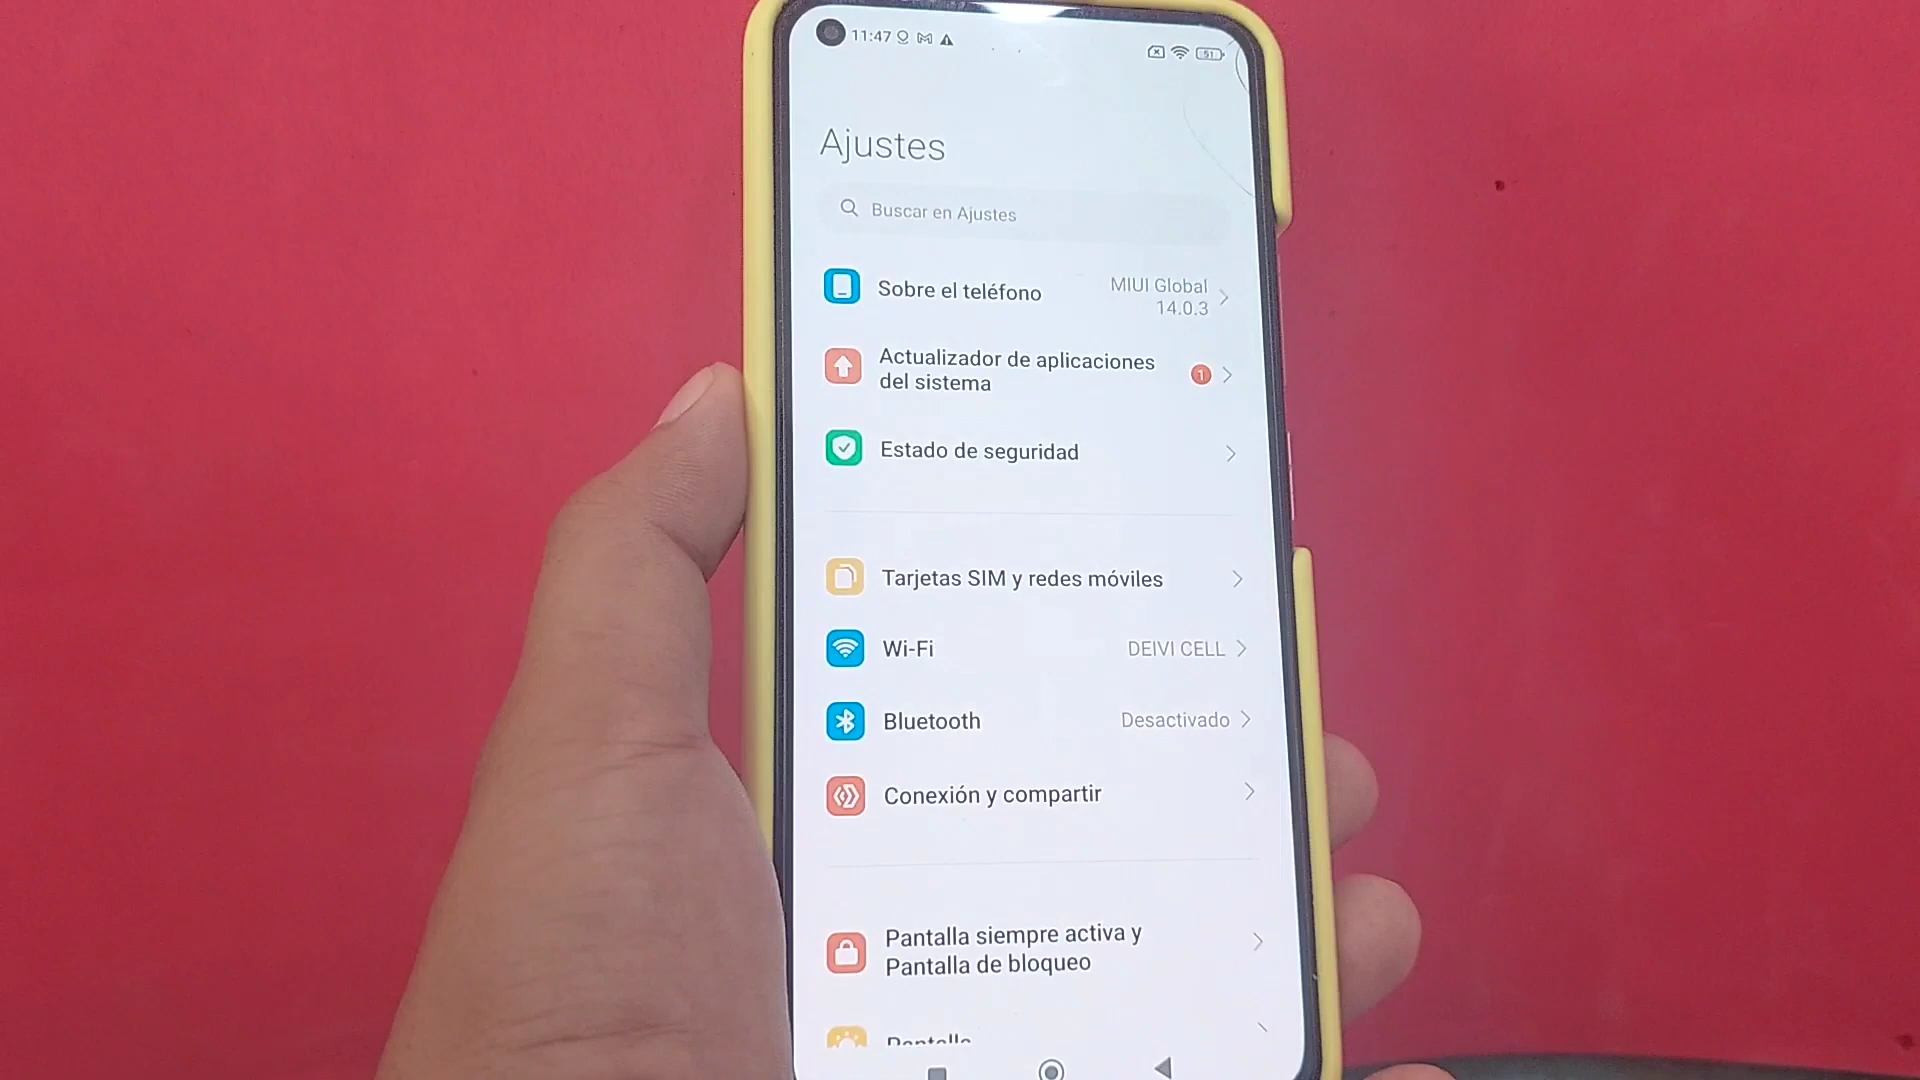 11:47
51
Ajustes
Buscar en Ajustes
Sobre el teléfono
MIUI Global
14.0.3
Actualizador de aplicaciones
del sistema
1
Estado de seguridad
Tarjetas SIM y redes móviles
Wi-Fi
DEIVI CELL
Bluetooth
Desactivado
Conexión y compartir
Pantalla siempre activa y
Pantalla de bloqueo
Pantalla